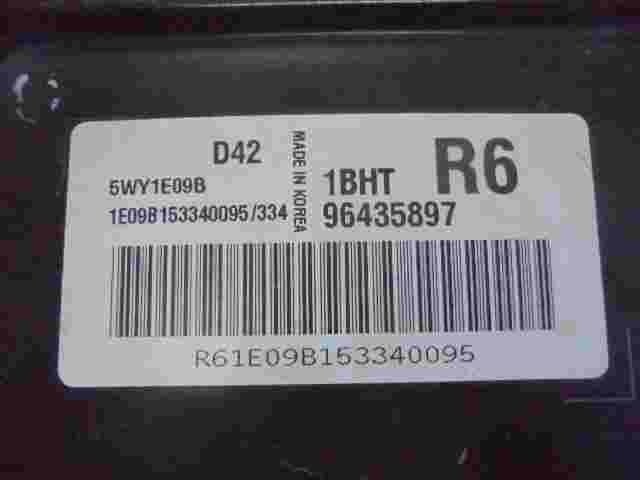 D42
5WY1E09B
1E09B153340095/334
MADE IN KOREA
1BHT R6
96435897
R61E09B153340095